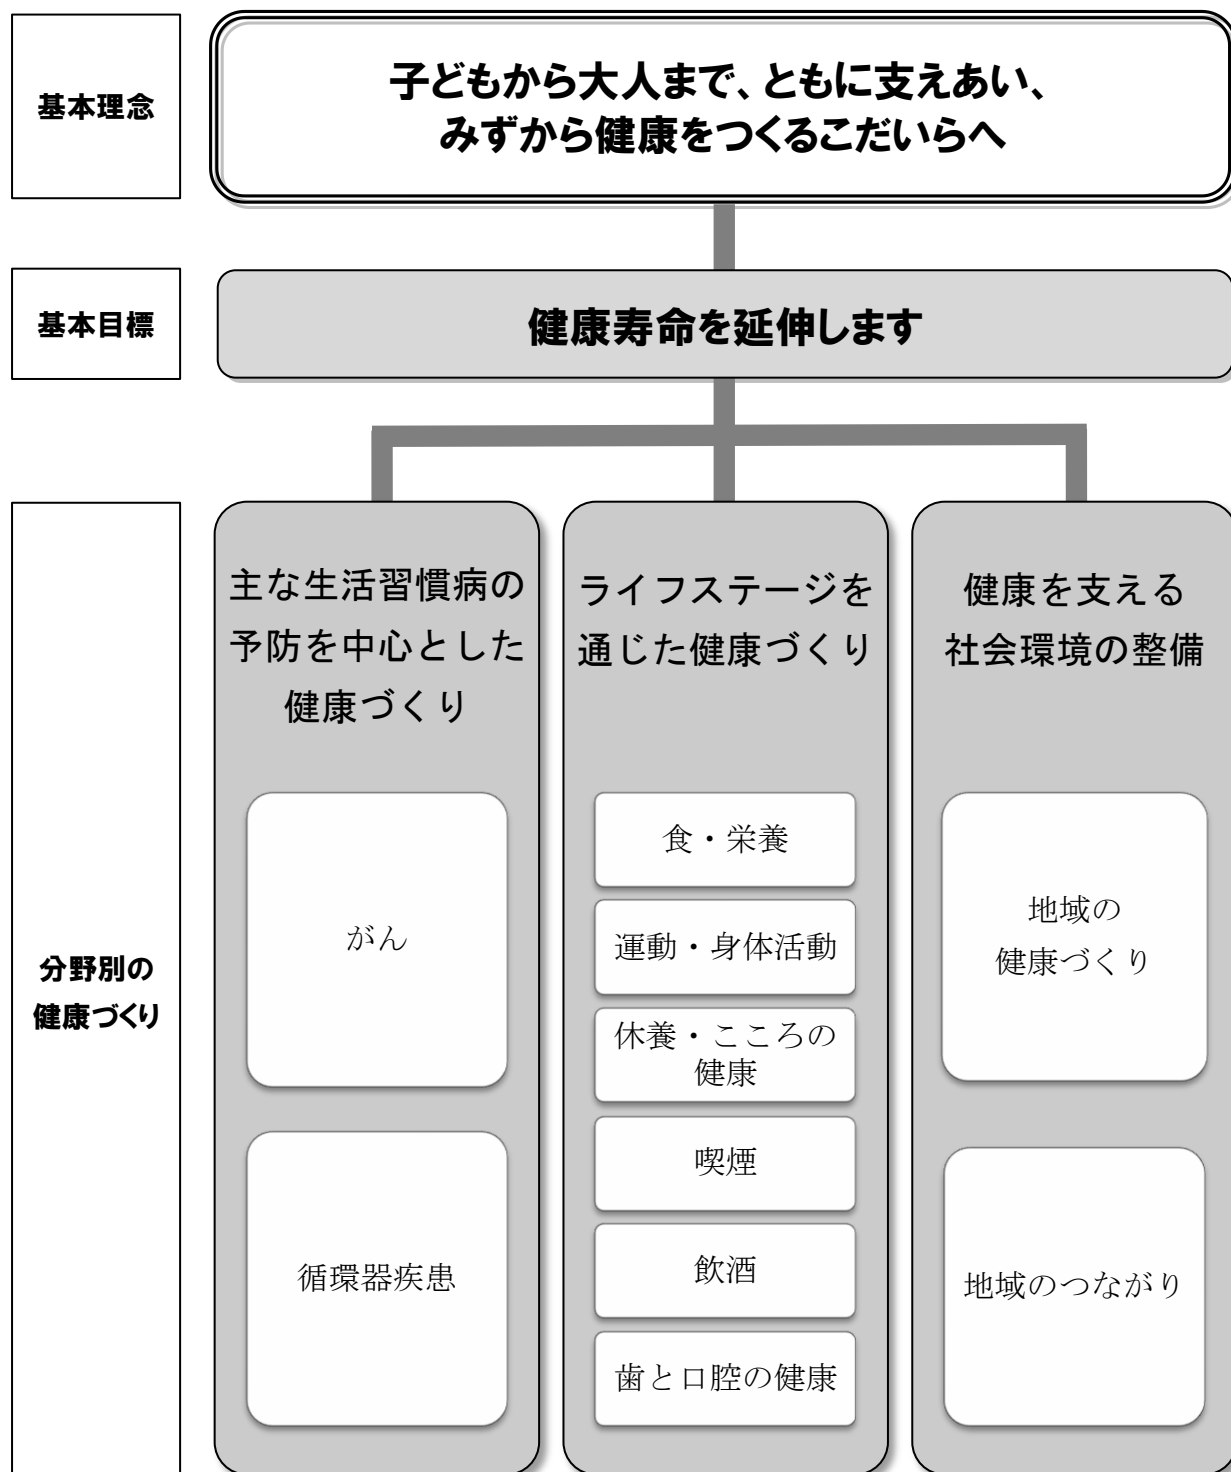 基本理念
子どもから大人まで、ともに支えあい、
みずから健康をつくるこだいらへ
基本目標
健康寿命を延伸します
分野別の
健康づくり
主な生活習慣病の
予防を中心とした
健康づくり
がん
循環器疾患
ライフステージを
通じた健康づくり
食・栄養
運動・身体活動
休養・こころの
健康
喫煙
飲酒
歯と口腔の健康
健康を支える
社会環境の整備
地域の
健康づくり
地域のつながり